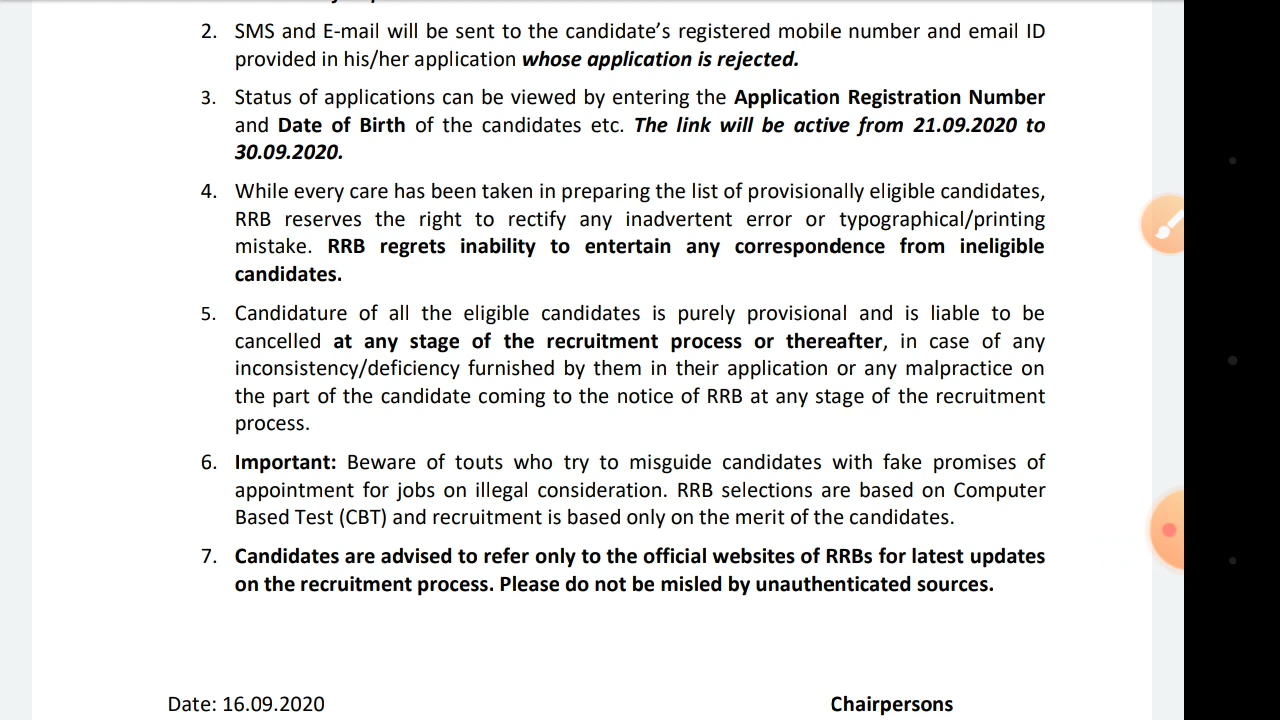 2. SMS and E-mail will be sent to the candidate’s registered mobile number and email ID
provided in his/her application whose application is rejected.
3. Status of applications can be viewed by entering the Application Registration Number
and Date of Birth of the candidates etc. The link will be active from 21.09.2020 to
30.09.2020.
4. While every care has been taken in preparing the list of provisionally eligible candidates,
RRB reserves the right to rectify any inadvertent error or typographical/printing
mistake. RRB regrets inability to entertain any correspondence from ineligible
candidates.
5. Candidature of all the eligible candidates is purely provisional and is liable to be
cancelled at any stage of the recruitment process or thereafter, in case of any
inconsistency/deficiency furnished by them in their application or any malpractice on
the part of the candidate coming to the notice of RRB at any stage of the recruitment
process.
6. Important: Beware of touts who try to misguide candidates with fake promises of
appointment for jobs on illegal consideration. RRB selections are based on Computer
Based Test (CBT) and recruitment is based only on the merit of the candidates.
7. Candidates are advised to refer only to the official websites of RRBs for latest updates
on the recruitment process. Please do not be misled by unauthenticated sources.
Date: 16.09.2020 Chairpersons